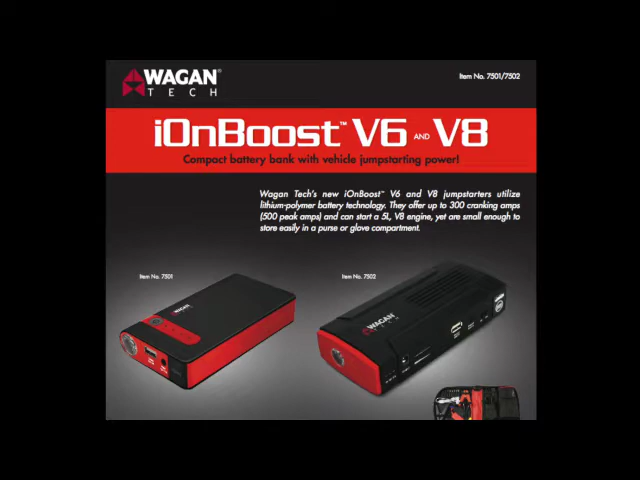 WAGAN®
TECH
Item No. 7501/7502
iOnBoost™ V6 AND V8
Compact battery bank with vehicle jumpstarting power!
Wagan Tech's new iOnBoost™ V6 and V8 jumpstarters utilize
lithium-polymer battery technology. They offer up to 300 cranking amps
(500 peak amps) and can start a 5L, V8 engine, yet are small enough to
store easily in a purse or glove compartment.
Item No. 7501
Item No. 7502
WAGAN
TECH
WAGAN
TECH